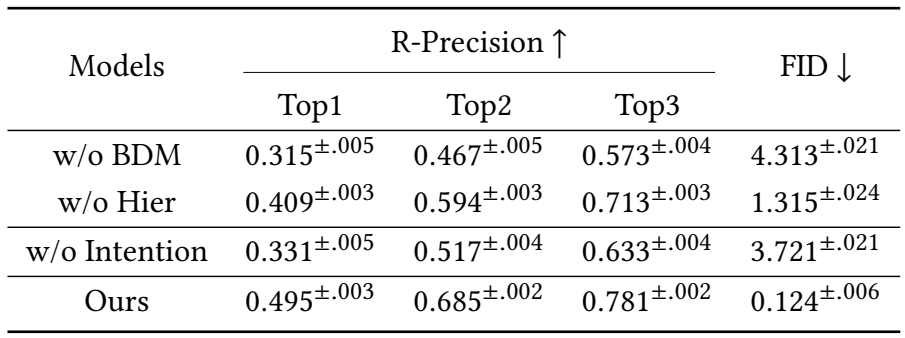 Models R-Precision ↑ FID ↓
Top1 Top2 Top3
w/o BDM 0.315±.005 0.467±.005 0.573±.004 4.313±.021
w/o Hier 0.409±.003 0.594±.003 0.713±.003 1.315±.024
w/o Intention 0.331±.005 0.517±.004 0.633±.004 3.721±.021
Ours 0.495±.003 0.685±.002 0.781±.002 0.124±.006